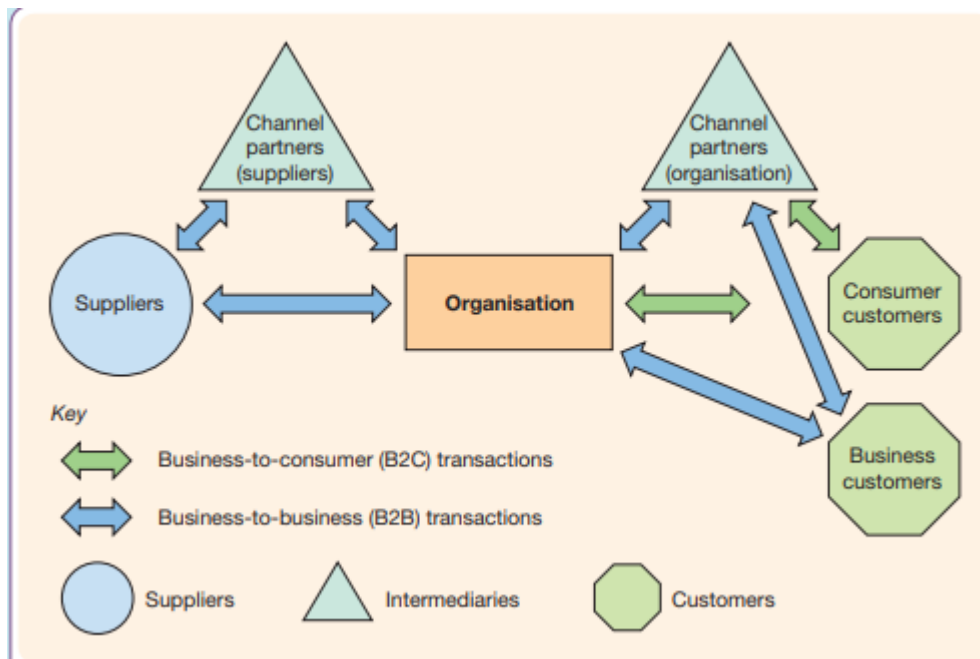 Channel
partners
(suppliers)
Channel
partners
(organisation)
Suppliers
Organisation
Consumer
customers
Business
customers
Key
Business-to-consumer (B2C) transactions
Business-to-business (B2B) transactions
Suppliers
Intermediaries
Customers